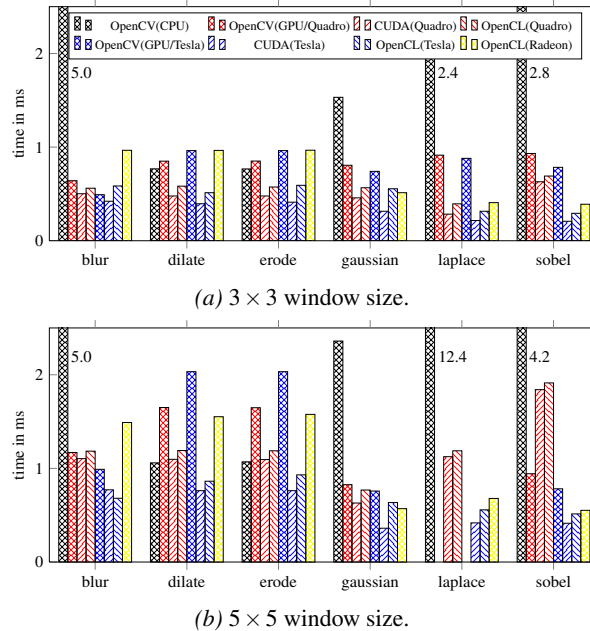 OpenCV(CPU) OpenCV(GPU/Quadro) CUDA(Quadro) OpenCL(Quadro)
OpenCV(GPU/Tesla) CUDA(Tesla) OpenCL(Tesla) OpenCL(Radeon)
5.0 2.4 2.8
2
1
0
time in ms
blur dilate erode gaussian laplace sobel
(a) 3 × 3 window size.
5.0 12.4 4.2
2
1
0
time in ms
blur dilate erode gaussian laplace sobel
(b) 5 × 5 window size.